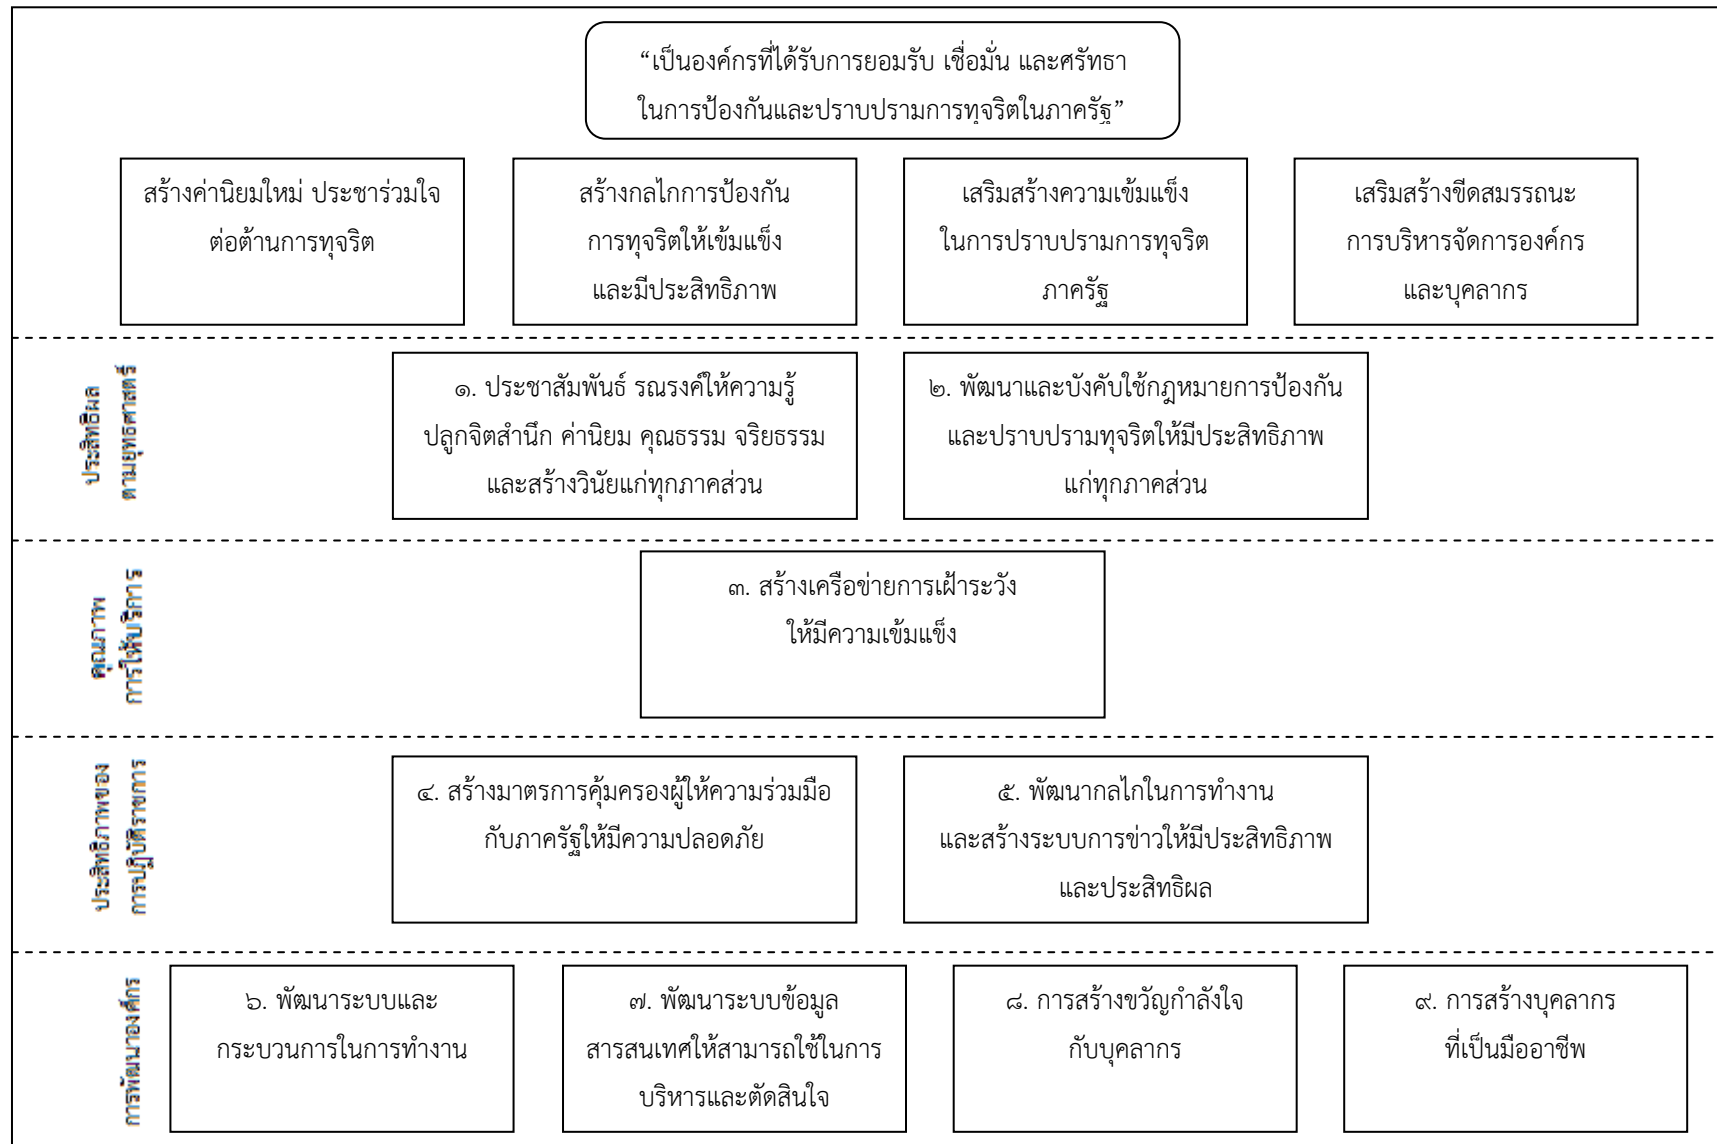 “เป็นองค์กรที่ได้รับการยอมรับ เชื่อมั่น และศรัทธา
ในการป้องกันและปราบปรามการทุจริตในภาครัฐ”
สร้างค่านิยมใหม่ ประชาร่วมใจ
ต่อต้านการทุจริต
สร้างกลไกการป้องกัน
การทุจริตให้เข้มแข็ง
และมีประสิทธิภาพ
เสริมสร้างความเข้มแข็ง
ในการปราบปรามการทุจริต
ภาครัฐ
เสริมสร้างขีดสมรรถนะ
การบริหารจัดการองค์กร
และบุคลากร
ประสิทธิผล
ตามยุทธศาสตร์
๑. ประชาสัมพันธ์ รณรงค์ให้ความรู้
ปลูกจิตสำนึก ค่านิยม คุณธรรม จริยธรรม
และสร้างวินัยแก่ทุกภาคส่วน
๒. พัฒนาและบังคับใช้กฎหมายการป้องกัน
และปราบปรามทุจริตให้มีประสิทธิภาพ
แก่ทุกภาคส่วน
คุณภาพ
การให้บริการ
๓. สร้างเครือข่ายการเฝ้าระวัง
ให้มีความเข้มแข็ง
ประสิทธิภาพของ
การปฏิบัติราชการ
๔. สร้างมาตรการคุ้มครองผู้ให้ความร่วมมือ
กับภาครัฐให้มีความปลอดภัย
๕. พัฒนากลไกในการทำงาน
และสร้างระบบการข่าวให้มีประสิทธิภาพ
และประสิทธิผล
การพัฒนาองค์กร
๖. พัฒนาระบบและ
กระบวนการในการทำงาน
๗. พัฒนาระบบข้อมูล
สารสนเทศให้สามารถใช้ในการ
บริหารและตัดสินใจ
๘. การสร้างขวัญกำลังใจ
กับบุคลากร
๙. การสร้างบุคลากร
ที่เป็นมืออาชีพ